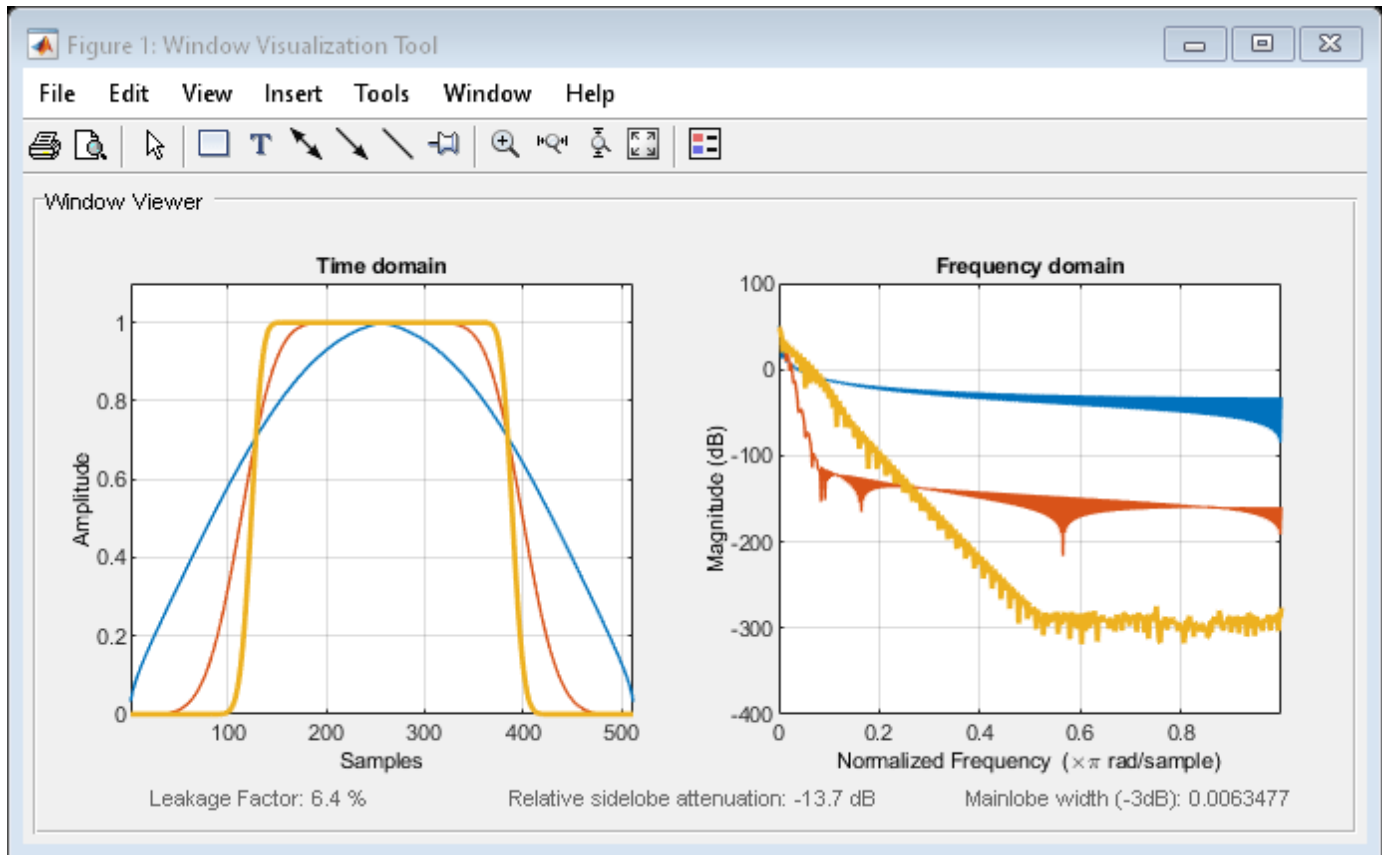 Figure 1: Window Visualization Tool
File Edit View Insert Tools Window Help
T
Window Viewer
Time domain
Amplitude
1
0.8
0.6
0.4
0.2
0
100 200 300 400 500
Samples
Frequency domain
Magnitude (dB)
100
0
-100
-200
-300
-400
0 0.2 0.4 0.6 0.8
Normalized Frequency (×π rad/sample)
Leakage Factor: 6.4 % Relative sidelobe attenuation: -13.7 dB Mainlobe width (-3dB): 0.0063477